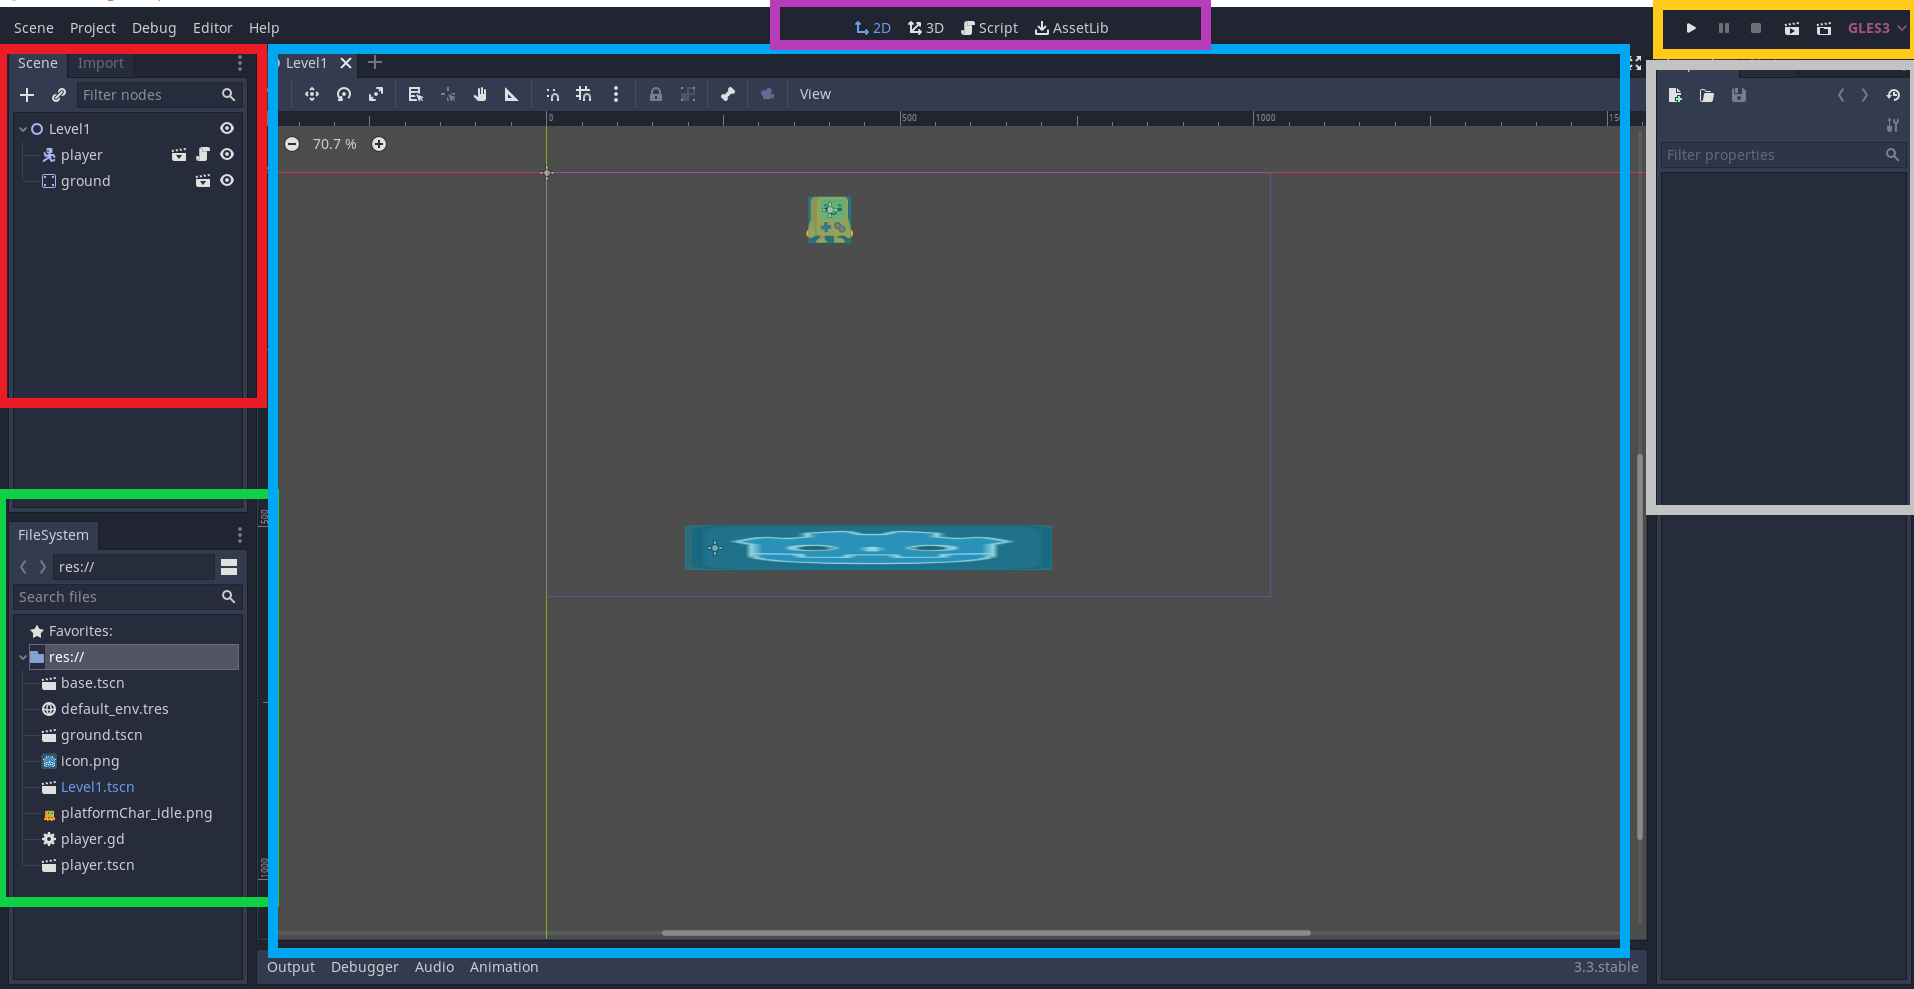 Scene Project Debug Editor Help
2D 3D Script AssetLib
GLES3
Scene Import
Filter nodes
Level1
player
ground
FileSystem
res://
Search files
Favorites:
res://
base.tscn
default_env.tres
ground.tscn
icon.png
Level1.tscn
platformChar_idle.png
player.gd
player.tscn
Level1
View
0 500 1000
70.7 %
500
1000
Output Debugger Audio Animation
3.3.stable
Filter properties